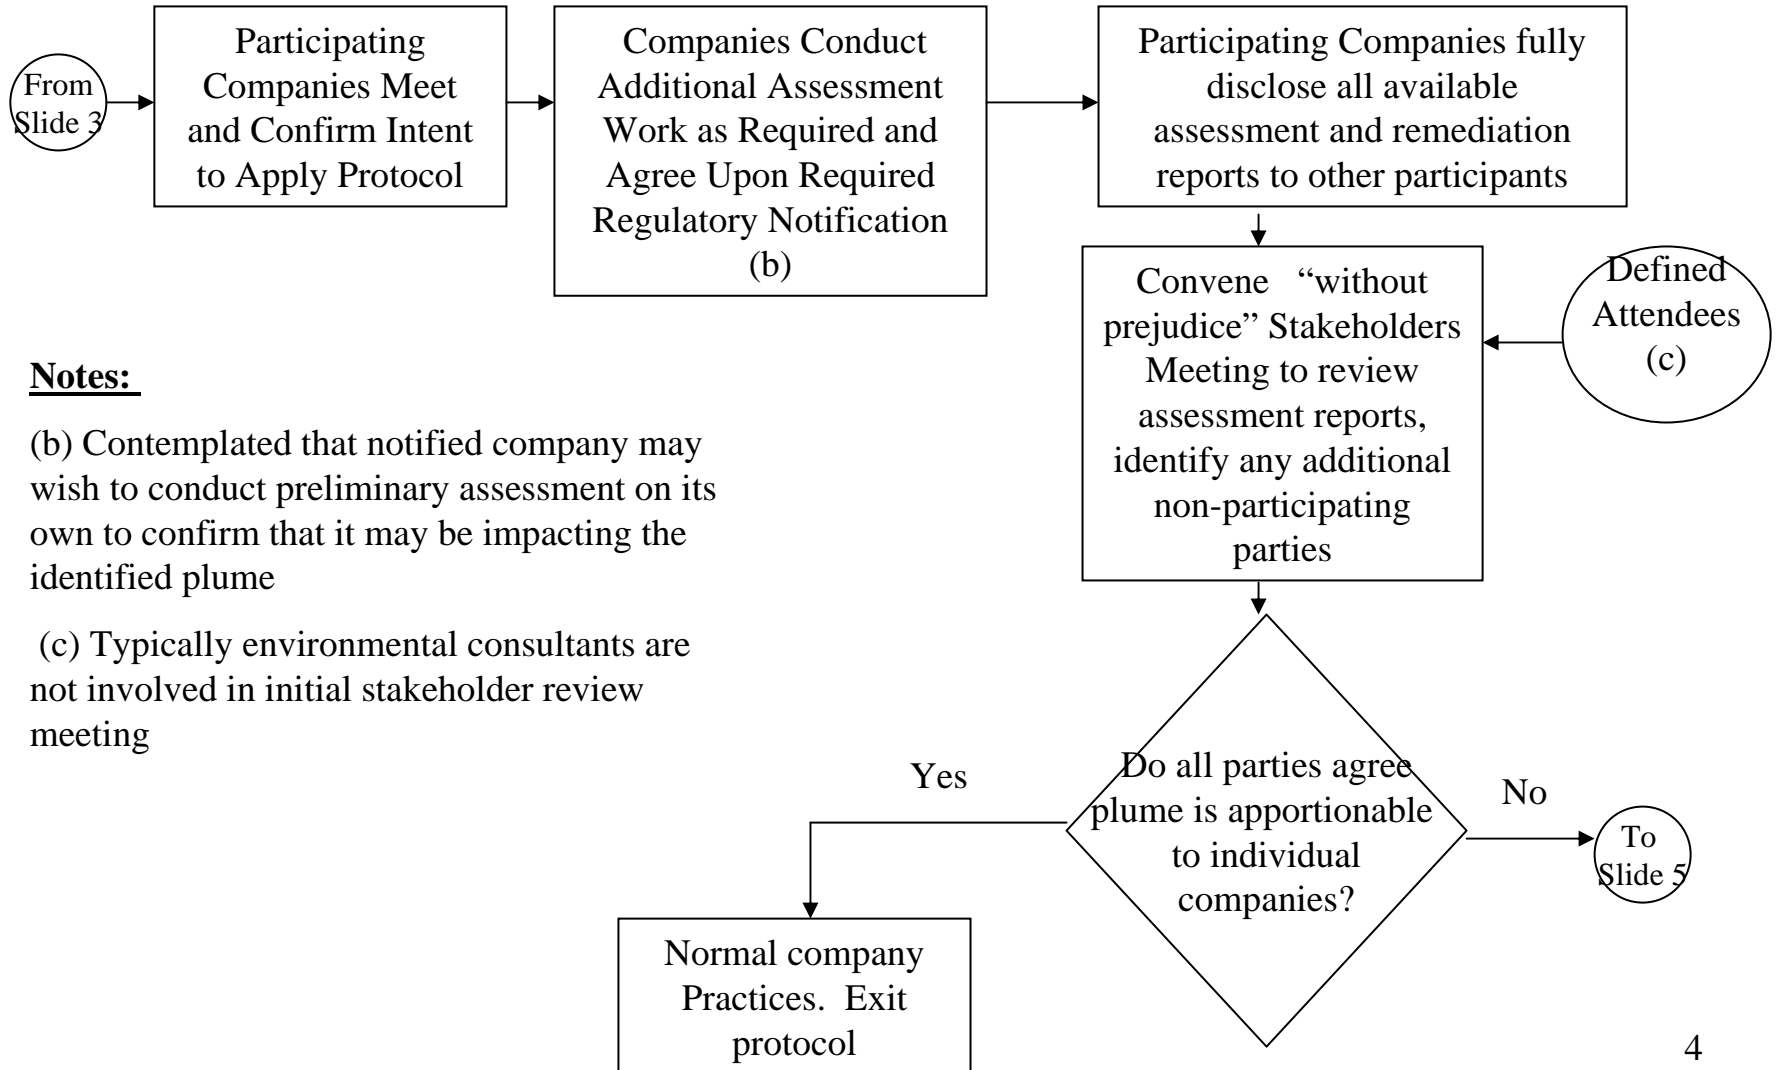 From
Slide 3
Participating
Companies Meet
and Confirm Intent
to Apply Protocol
Companies Conduct
Additional Assessment
Work as Required and
Agree Upon Required
Regulatory Notification
(b)
Participating Companies fully
disclose all available
assessment and remediation
reports to other participants
Convene “without
prejudice” Stakeholders
Meeting to review
assessment reports,
identify any additional
non-participating
parties
Defined
Attendees
(c)
Notes:
(b) Contemplated that notified company may
wish to conduct preliminary assessment on its
own to confirm that it may be impacting the
identified plume
(c) Typically environmental consultants are
not involved in initial stakeholder review
meeting
Do all parties agree
plume is apportionable
to individual
companies?
Yes
No
To
Slide 5
Normal company
Practices. Exit
protocol
4